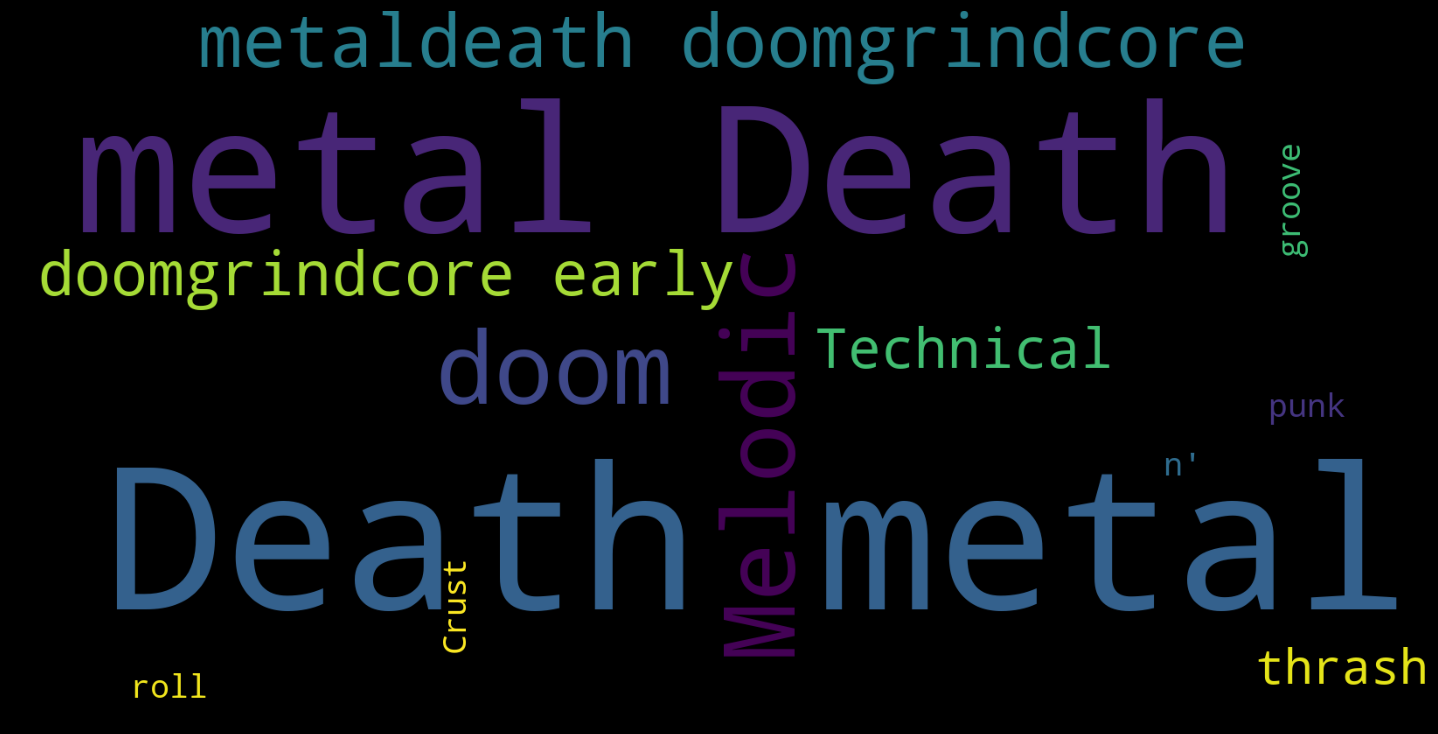 metaldeath doomgrindcore
metal Death
groove
doomgrindcore early
Melodic
Technical
doom
punk
n'
Death metal
Crust
thrash
roll